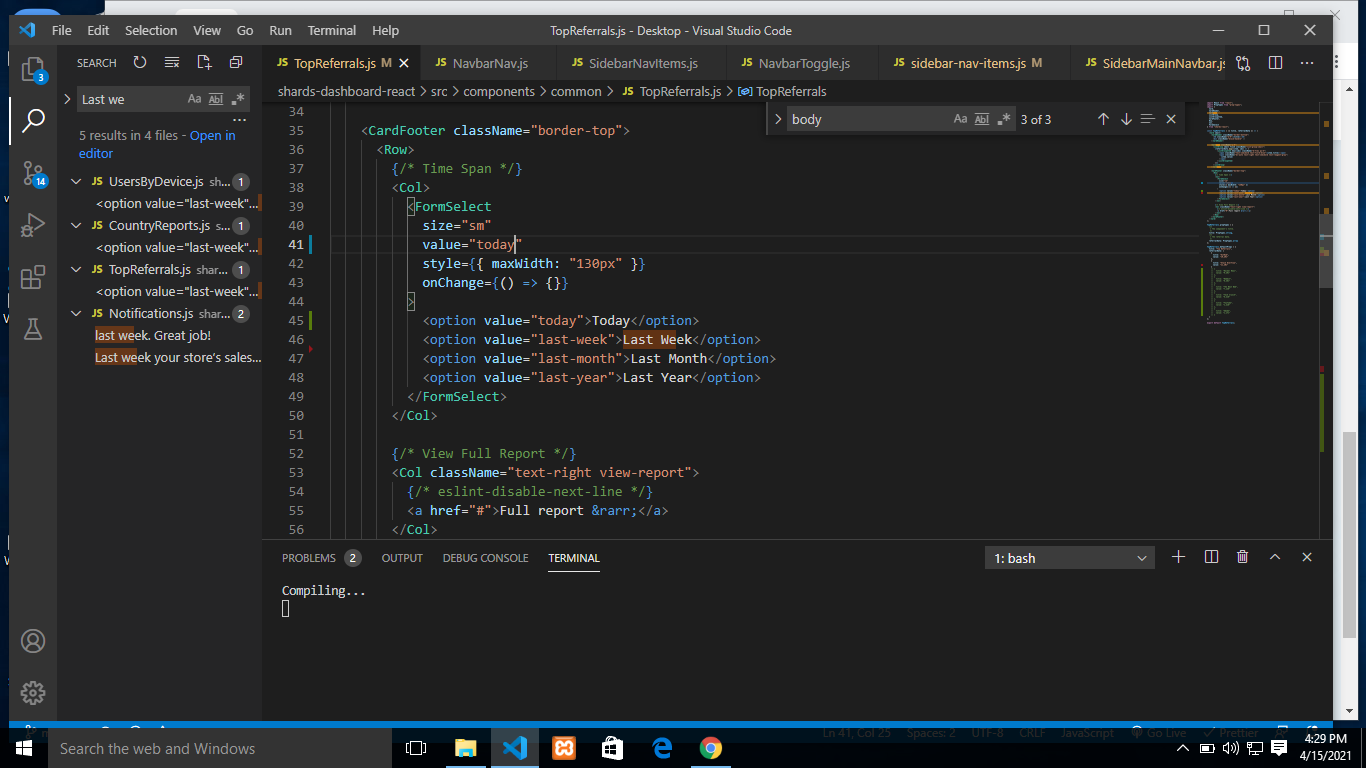 File Edit Selection View Go Run Terminal Help
TopReferrals.js - Desktop - Visual Studio Code
SEARCH
Last we
5 results in 4 files - Open in
editor
JS UsersByDevice.js sh... 1
<option value="last-week"...
JS CountryReports.js s... 1
<option value="last-week"...
JS TopReferrals.js shar... 1
<option value="last-week"...
JS Notifications.js shar... 2
last week. Great job!
Last week your store's sales...
3
14
JS TopReferrals.js M
JS NavbarNav.js
JS SidebarNavItems.js
JS NavbarToggle.js
JS sidebar-nav-items.js M
JS SidebarMainNavbar.js
shards-dashboard-react > src > components > common > JS TopReferrals.js > TopReferrals
body
Aa Abl
3 of 3
34
35 <CardFooter className="border-top">
36 <Row>
37 {/* Time Span */}
38 <Col>
39 <FormSelect
40 size="sm"
41 value="today"
42 style={{ maxWidth: "130px" }}
43 onChange={() => {}}
44 >
45 <option value="today">Today</option>
46 <option value="last-week">Last Week</option>
47 <option value="last-month">Last Month</option>
48 <option value="last-year">Last Year</option>
49 </FormSelect>
50 </Col>
51
52 {/* View Full Report */}
53 <Col className="text-right view-report">
54 {/* eslint-disable-next-line */}
55 <a href="#">Full report &rarr;</a>
56 </Col>
PROBLEMS 2 OUTPUT DEBUG CONSOLE TERMINAL
1: bash
Compiling...
Ln 41, Col 25 Spaces: 2 UTF-8 CRLF JavaScript Go Live Prettier
Search the web and Windows
4:29 PM
4/15/2021